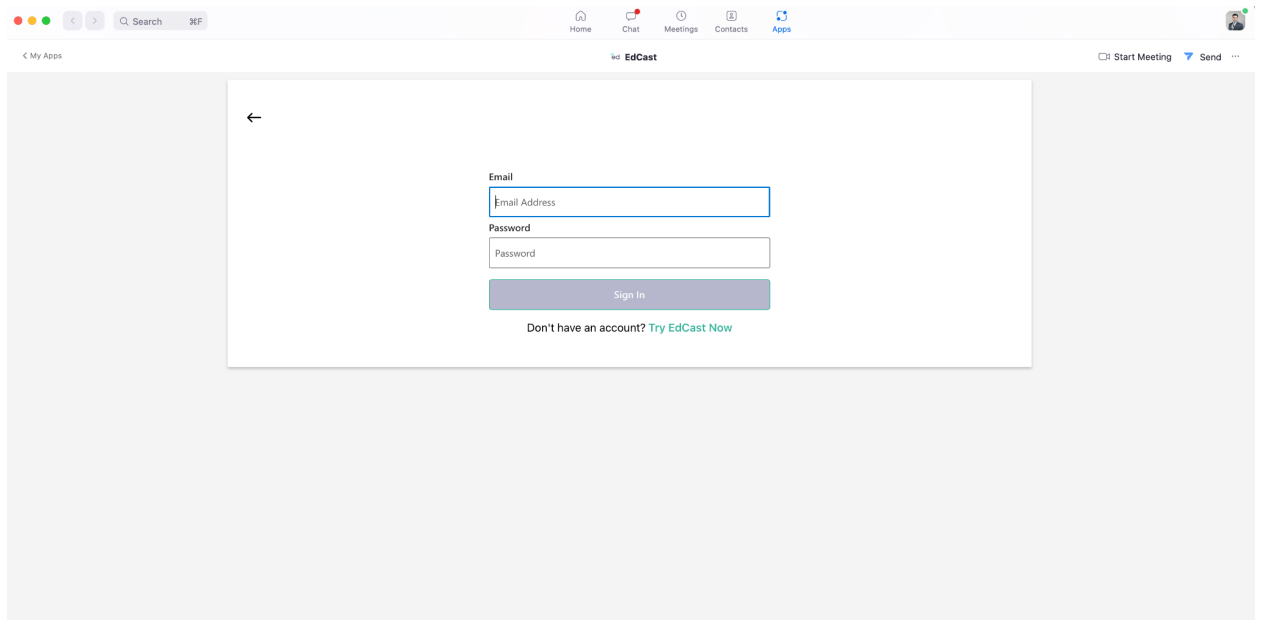 Search ⌘F
Home Chat Meetings Contacts Apps
My Apps
ed EdCast
Start Meeting Send ...
Email
Email Address
Password
Password
Sign In
Don't have an account? Try EdCast Now